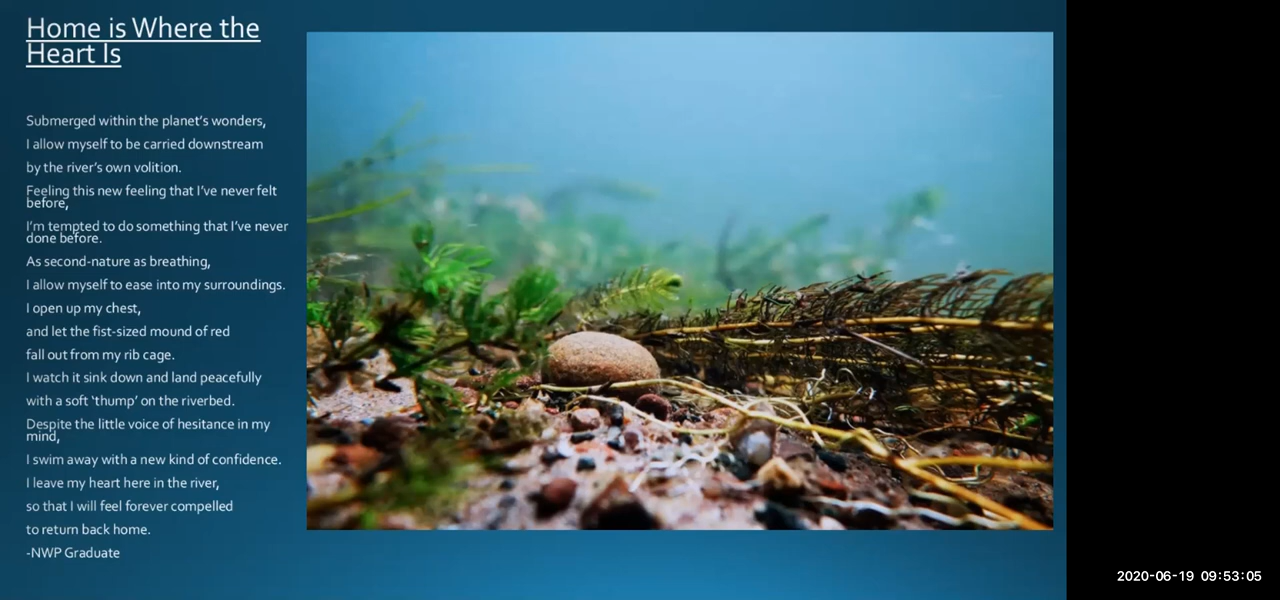 Home is Where the
Heart Is
Submerged within the planet's wonders,
I allow myself to be carried downstream
by the river's own volition.
Feeling this new feeling that I've never felt
before,
I'm tempted to do something that I've never
done before.
As second-nature as breathing,
I allow myself to ease into my surroundings.
I open up my chest,
and let the fist-sized mound of red
fall out from my rib cage.
I watch it sink down and land peacefully
with a soft 'thump' on the riverbed.
Despite the little voice of hesitance in my
mind,
I swim away with a new kind of confidence.
I leave my heart here in the river,
so that I will feel forever compelled
to return back home.
-NWP Graduate
2020-06-19 09:53:05